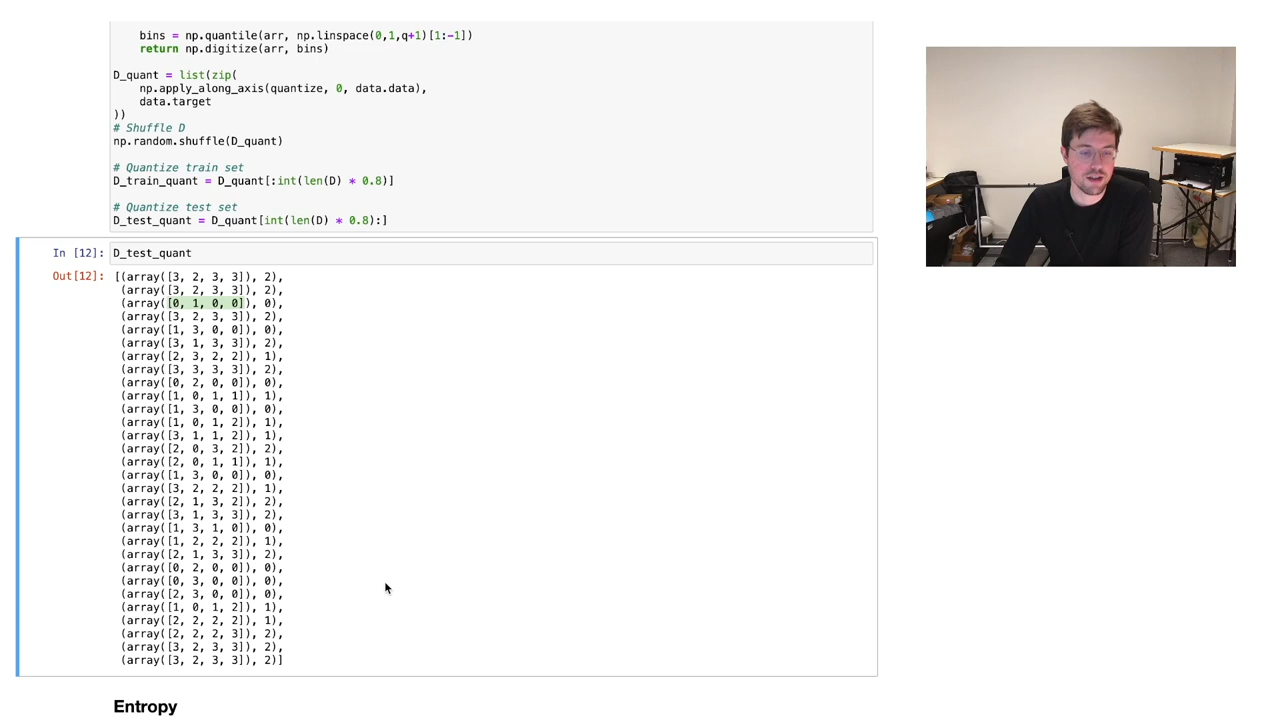 bins = np.quantile(arr, np.linspace(0,1,q+1)[1:-1])
return np.digitize(arr, bins)
D_quant = list(zip(
np.apply_along_axis(quantize, 0, data.data),
data.target
))
# Shuffle D
np.random.shuffle(D_quant)
# Quantize train set
D_train_quant = D_quant[:int(len(D) * 0.8)]
# Quantize test set
D_test_quant = D_quant[int(len(D) * 0.8):]
In [12]: D_test_quant
Out[12]: [(array([3, 2, 3, 3]), 2),
(array([3, 2, 3, 3]), 2),
(array([0, 1, 0, 0]), 0),
(array([3, 2, 3, 3]), 2),
(array([1, 3, 0, 0]), 0),
(array([3, 1, 3, 3]), 2),
(array([2, 3, 2, 2]), 1),
(array([3, 3, 3, 3]), 2),
(array([0, 2, 0, 0]), 0),
(array([1, 0, 1, 1]), 1),
(array([1, 3, 0, 0]), 0),
(array([1, 0, 1, 2]), 1),
(array([3, 1, 1, 2]), 1),
(array([2, 0, 3, 2]), 2),
(array([2, 0, 1, 1]), 1),
(array([1, 3, 0, 0]), 0),
(array([3, 2, 2, 2]), 1),
(array([2, 1, 3, 2]), 2),
(array([3, 1, 3, 3]), 2),
(array([1, 3, 1, 0]), 0),
(array([1, 2, 2, 2]), 1),
(array([2, 1, 3, 3]), 2),
(array([0, 2, 0, 0]), 0),
(array([0, 3, 0, 0]), 0),
(array([2, 3, 0, 0]), 0),
(array([1, 0, 1, 2]), 1),
(array([2, 2, 2, 2]), 1),
(array([2, 2, 2, 3]), 2),
(array([3, 2, 3, 3]), 2),
(array([3, 2, 3, 3]), 2)]
Entropy